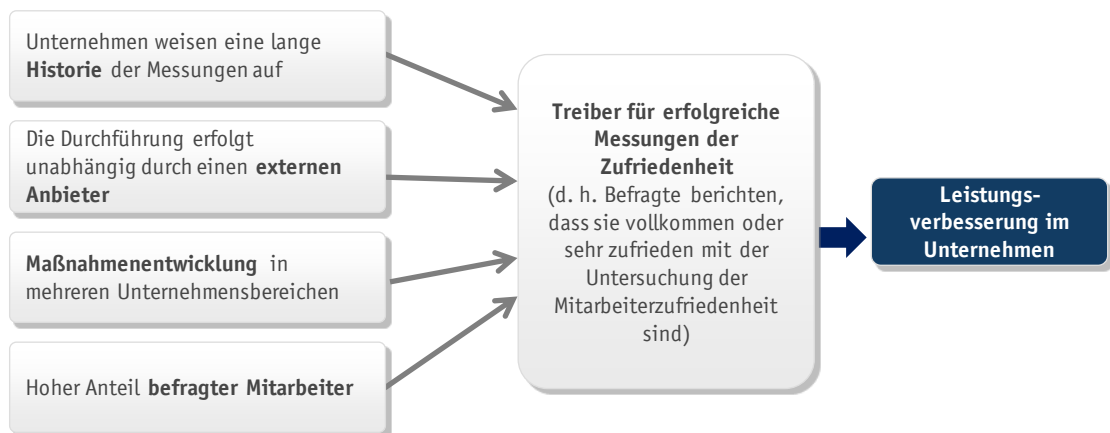 Unternehmen weisen eine lange
Historie der Messungen auf
Die Durchführung erfolgt
unabhängig durch einen externen
Anbieter
Maßnahmenentwicklung in
mehreren Unternehmensbereichen
Hoher Anteil befragter Mitarbeiter
Treiber für erfolgreiche
Messungen der
Zufriedenheit
(d. h. Befragte berichten,
dass sie vollkommen oder
sehr zufrieden mit der
Untersuchung der
Mitarbeiterzufriedenheit
sind)
Leistungs-
verbesserung im
Unternehmen